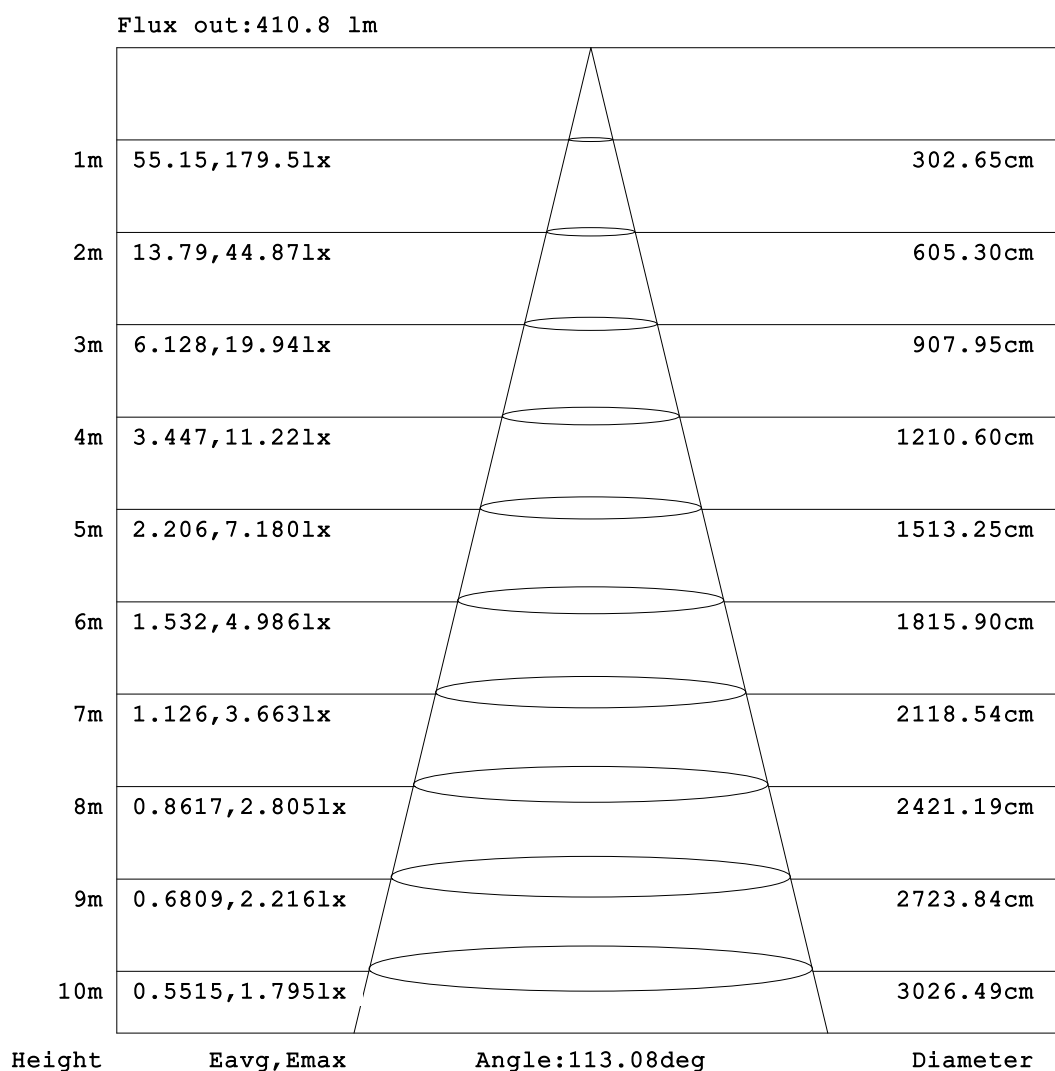 Flux out:410.8 lm
1m 55.15,179.5lx 302.65cm
2m 13.79,44.87lx 605.30cm
3m 6.128,19.94lx 907.95cm
4m 3.447,11.22lx 1210.60cm
5m 2.206,7.180lx 1513.25cm
6m 1.532,4.986lx 1815.90cm
7m 1.126,3.663lx 2118.54cm
8m 0.8617,2.805lx 2421.19cm
9m 0.6809,2.216lx 2723.84cm
10m 0.5515,1.795lx 3026.49cm
Height Eavg,Emax Angle:113.08deg Diameter